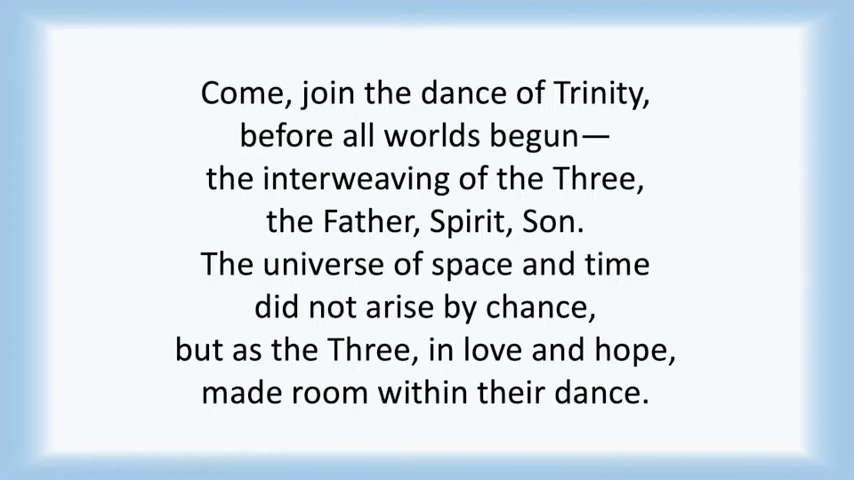 Come, join the dance of Trinity,
before all worlds begun—
the interweaving of the Three,
the Father, Spirit, Son.
The universe of space and time
did not arise by chance,
but as the Three, in love and hope,
made room within their dance.